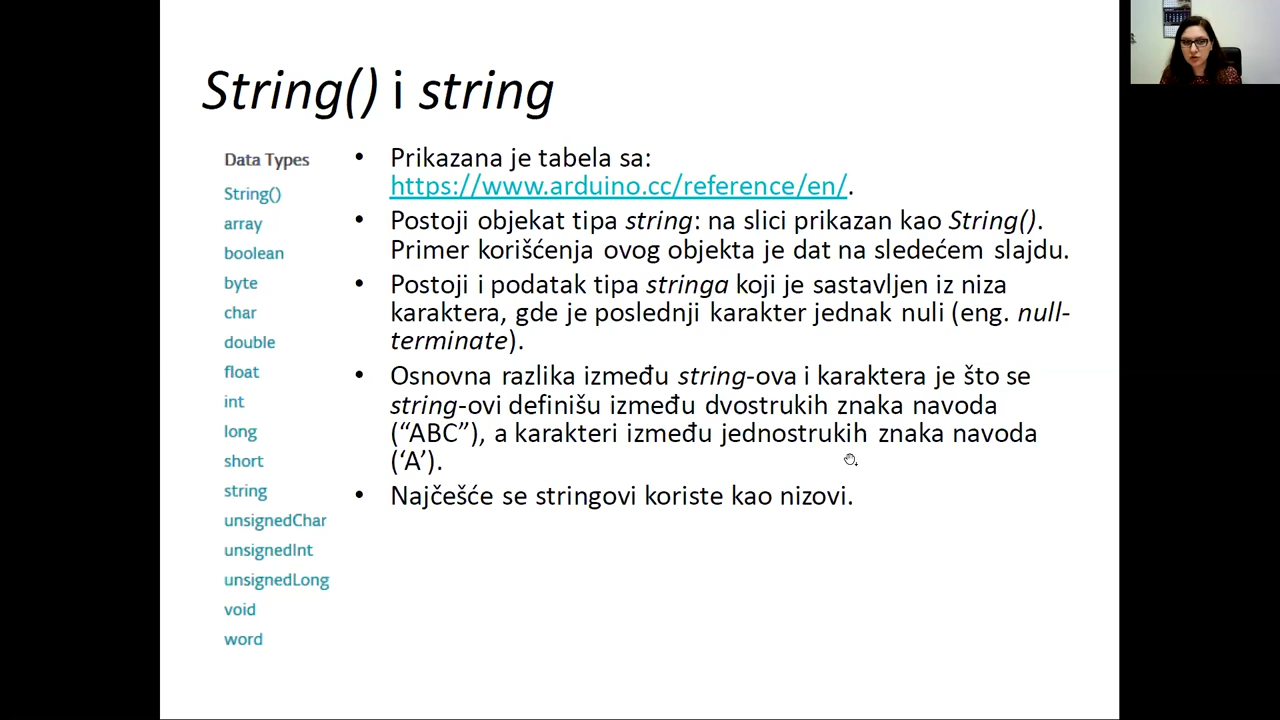 String() i string
Data Types
String()
array
boolean
byte
char
double
float
int
long
short
string
unsignedChar
unsignedInt
unsignedLong
void
word
• Prikazana je tabela sa:
https://www.arduino.cc/reference/en/.
• Postoji objekat tipa string: na slici prikazan kao String().
Primer korišćenja ovog objekta je dat na sledećem slajdu.
• Postoji i podatak tipa stringa koji je sastavljen iz niza
karaktera, gde je poslednji karakter jednak nuli (eng. null-
terminate).
• Osnovna razlika između string-ova i karaktera je što se
string-ovi definišu između dvostrukih znaka navoda
(“ABC”), a karakteri između jednostrukih znaka navoda
(‘A’).
• Najčešće se stringovi koriste kao nizovi.